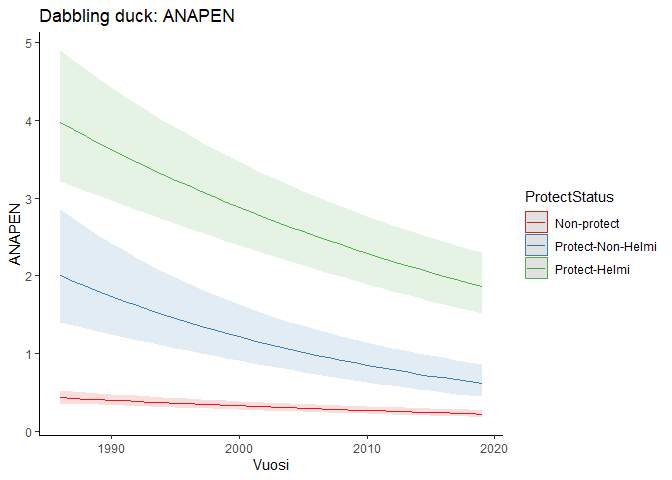 Dabbling duck: ANAPEN
5
4
3
2
1
0
ANAPEN
1990
2000
2010
2020
Vuosi
ProtectStatus
Non-protect
Protect-Non-Helmi
Protect-Helmi